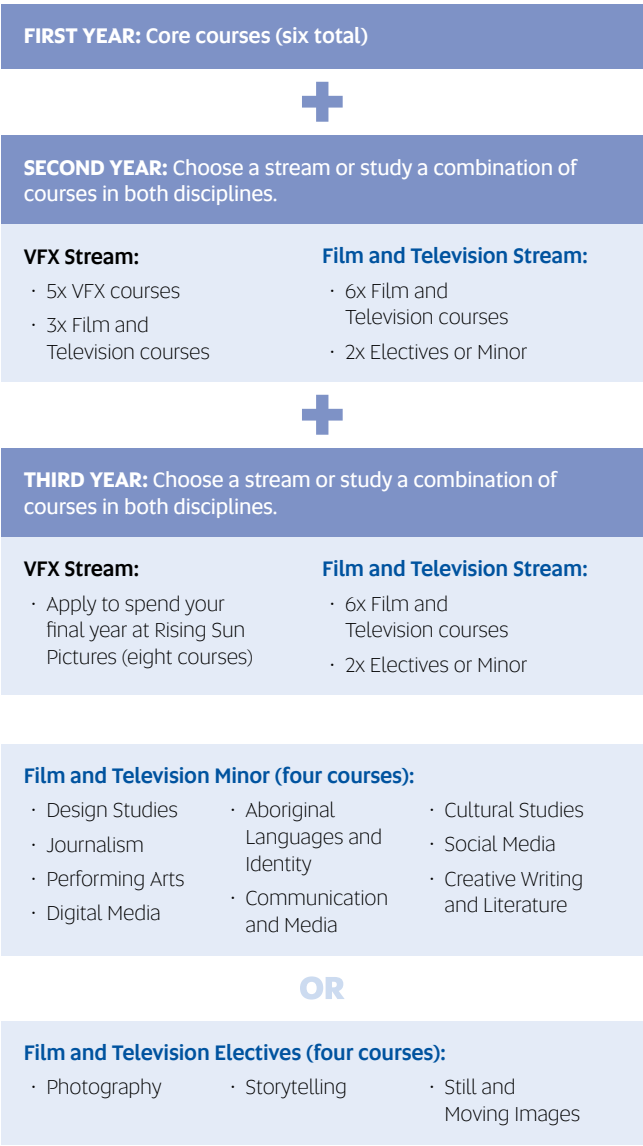 FIRST YEAR: Core courses (six total)
SECOND YEAR: Choose a stream or study a combination of
courses in both disciplines.
VFX Stream:
· 5x VFX courses
· 3x Film and
Television courses
Film and Television Stream:
· 6x Film and
Television courses
· 2x Electives or Minor
THIRD YEAR: Choose a stream or study a combination of
courses in both disciplines.
VFX Stream:
· Apply to spend your
final year at Rising Sun
Pictures (eight courses)
Film and Television Stream:
· 6x Film and
Television courses
· 2x Electives or Minor
Film and Television Minor (four courses):
· Design Studies
· Journalism
· Performing Arts
· Digital Media
· Aboriginal
Languages and
Identity
· Communication
and Media
· Cultural Studies
· Social Media
· Creative Writing
and Literature
OR
Film and Television Electives (four courses):
· Photography
· Storytelling
· Still and
Moving Images